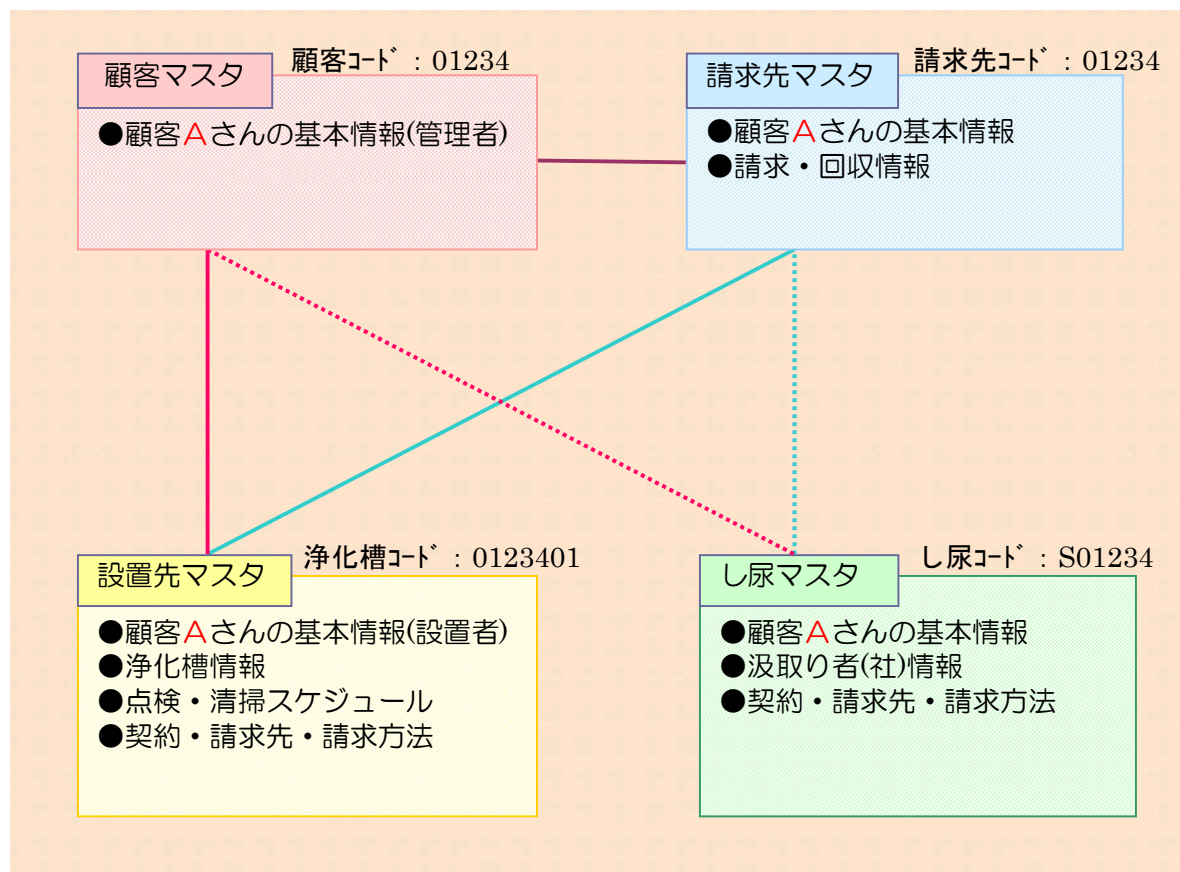 顧客マスタ
顧客ｺｰﾄﾞ：01234
●顧客Aさんの基本情報(管理者)
請求先マスタ
請求先ｺｰﾄﾞ：01234
●顧客Aさんの基本情報
●請求・回収情報
設置先マスタ
浄化槽ｺｰﾄﾞ：0123401
●顧客Aさんの基本情報(設置者)
●浄化槽情報
●点検・清掃スケジュール
●契約・請求先・請求方法
し尿マスタ
し尿ｺｰﾄﾞ：S01234
●顧客Aさんの基本情報
●汲取り者(社)情報
●契約・請求先・請求方法